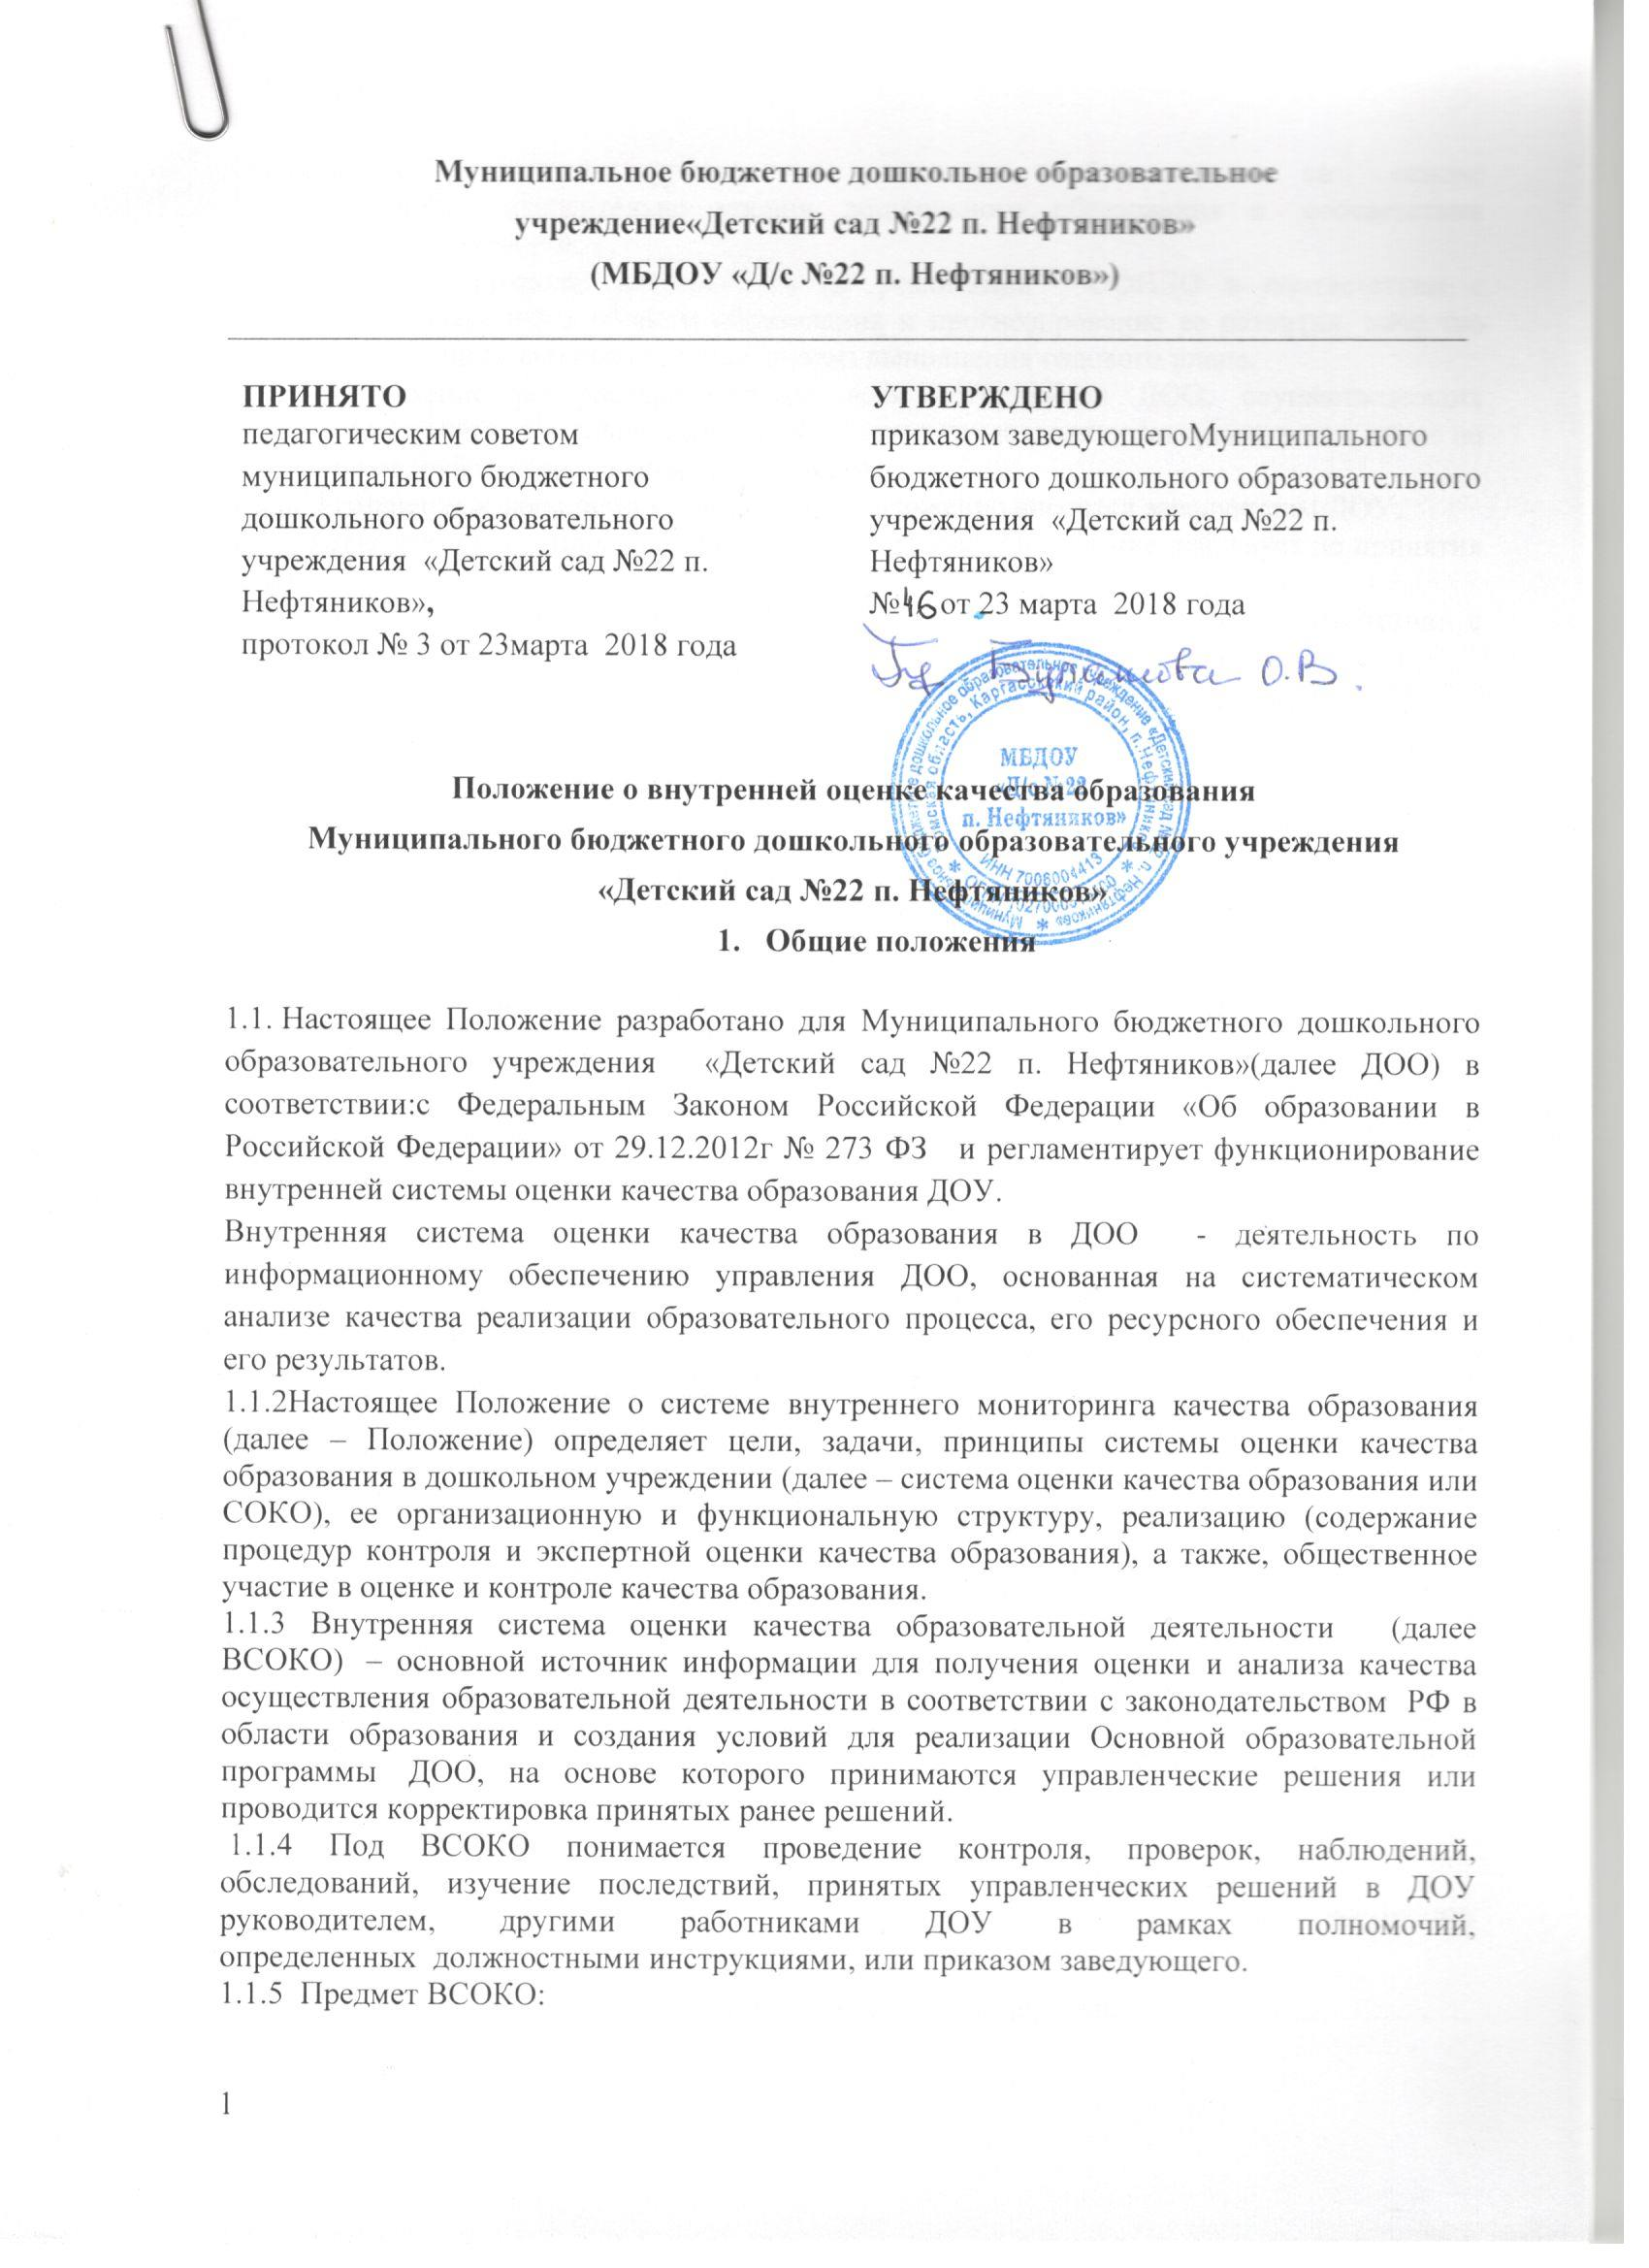 Муниципальное бюджетное дошкольное образовательное
учреждение«Детский сад №22 п. Нефтяников»
(МБДОУ «Д/с №22 п. Нефтяников»)
ПРИНЯТО
педагогическим советом
муниципального бюджетного
дошкольного образовательного
учреждения «Детский сад №22 п.
Нефтяников»,
протокол № 3 от 23марта 2018 года
УТВЕРЖДЕНО
приказом заведующегоМуниципального
бюджетного дошкольного образовательного
учреждения «Детский сад №22 п.
Нефтяников»
№46 от 23 марта 2018 года
О.В.
МБДОУ
«Д/с №22
п. Нефтяников»
ИНН 7006004413
Положение о внутренней оценке качества образования
Муниципального бюджетного дошкольного образовательного учреждения
«Детский сад №22 п. Нефтяников»
1. Общие положения
1.1. Настоящее Положение разработано для Муниципального бюджетного дошкольного
образовательного учреждения «Детский сад №22 п. Нефтяников»(далее ДОО) в
соответствии:с Федеральным Законом Российской Федерации «Об образовании в
Российской Федерации» от 29.12.2012г № 273 ФЗ и регламентирует функционирование
внутренней системы оценки качества образования ДОУ.
Внутренняя система оценки качества образования в ДОО - деятельность по
информационному обеспечению управления ДОО, основанная на систематическом
анализе качества реализации образовательного процесса, его ресурсного обеспечения и
его результатов.
1.1.2Настоящее Положение о системе внутреннего мониторинга качества образования
(далее – Положение) определяет цели, задачи, принципы системы оценки качества
образования в дошкольном учреждении (далее – система оценки качества образования или
СОКО), ее организационную и функциональную структуру, реализацию (содержание
процедур контроля и экспертной оценки качества образования), а также, общественное
участие в оценке и контроле качества образования.
1.1.3 Внутренняя система оценки качества образовательной деятельности (далее
ВСОКО) – основной источник информации для получения оценки и анализа качества
осуществления образовательной деятельности в соответствии с законодательством РФ в
области образования и создания условий для реализации Основной образовательной
программы ДОО, на основе которого принимаются управленческие решения или
проводится корректировка принятых ранее решений.
1.1.4 Под ВСОКО понимается проведение контроля, проверок, наблюдений,
обследований, изучение последствий, принятых управленческих решений в ДОУ
руководителем, другими работниками ДОУ в рамках полномочий,
определенных должностными инструкциями, или приказом заведующего.
1.1.5 Предмет ВСОКО:
1